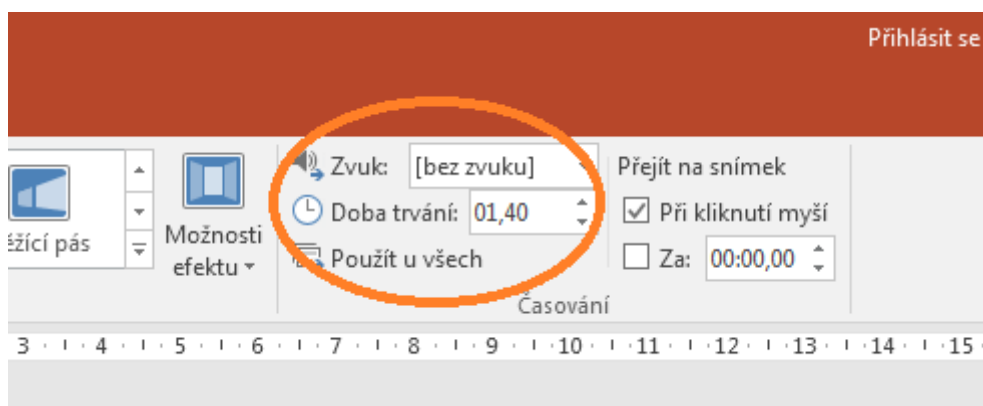 Přihlásit se
Zvuk: [bez zvuku] Přejít na snímek
Doba trvání: 01,40 Při kliknutí myší
ěžící pás Možnosti efektu Použít u všech Za: 00:00,00
Časování
3 4 5 6 7 8 9 10 11 12 13 14 15